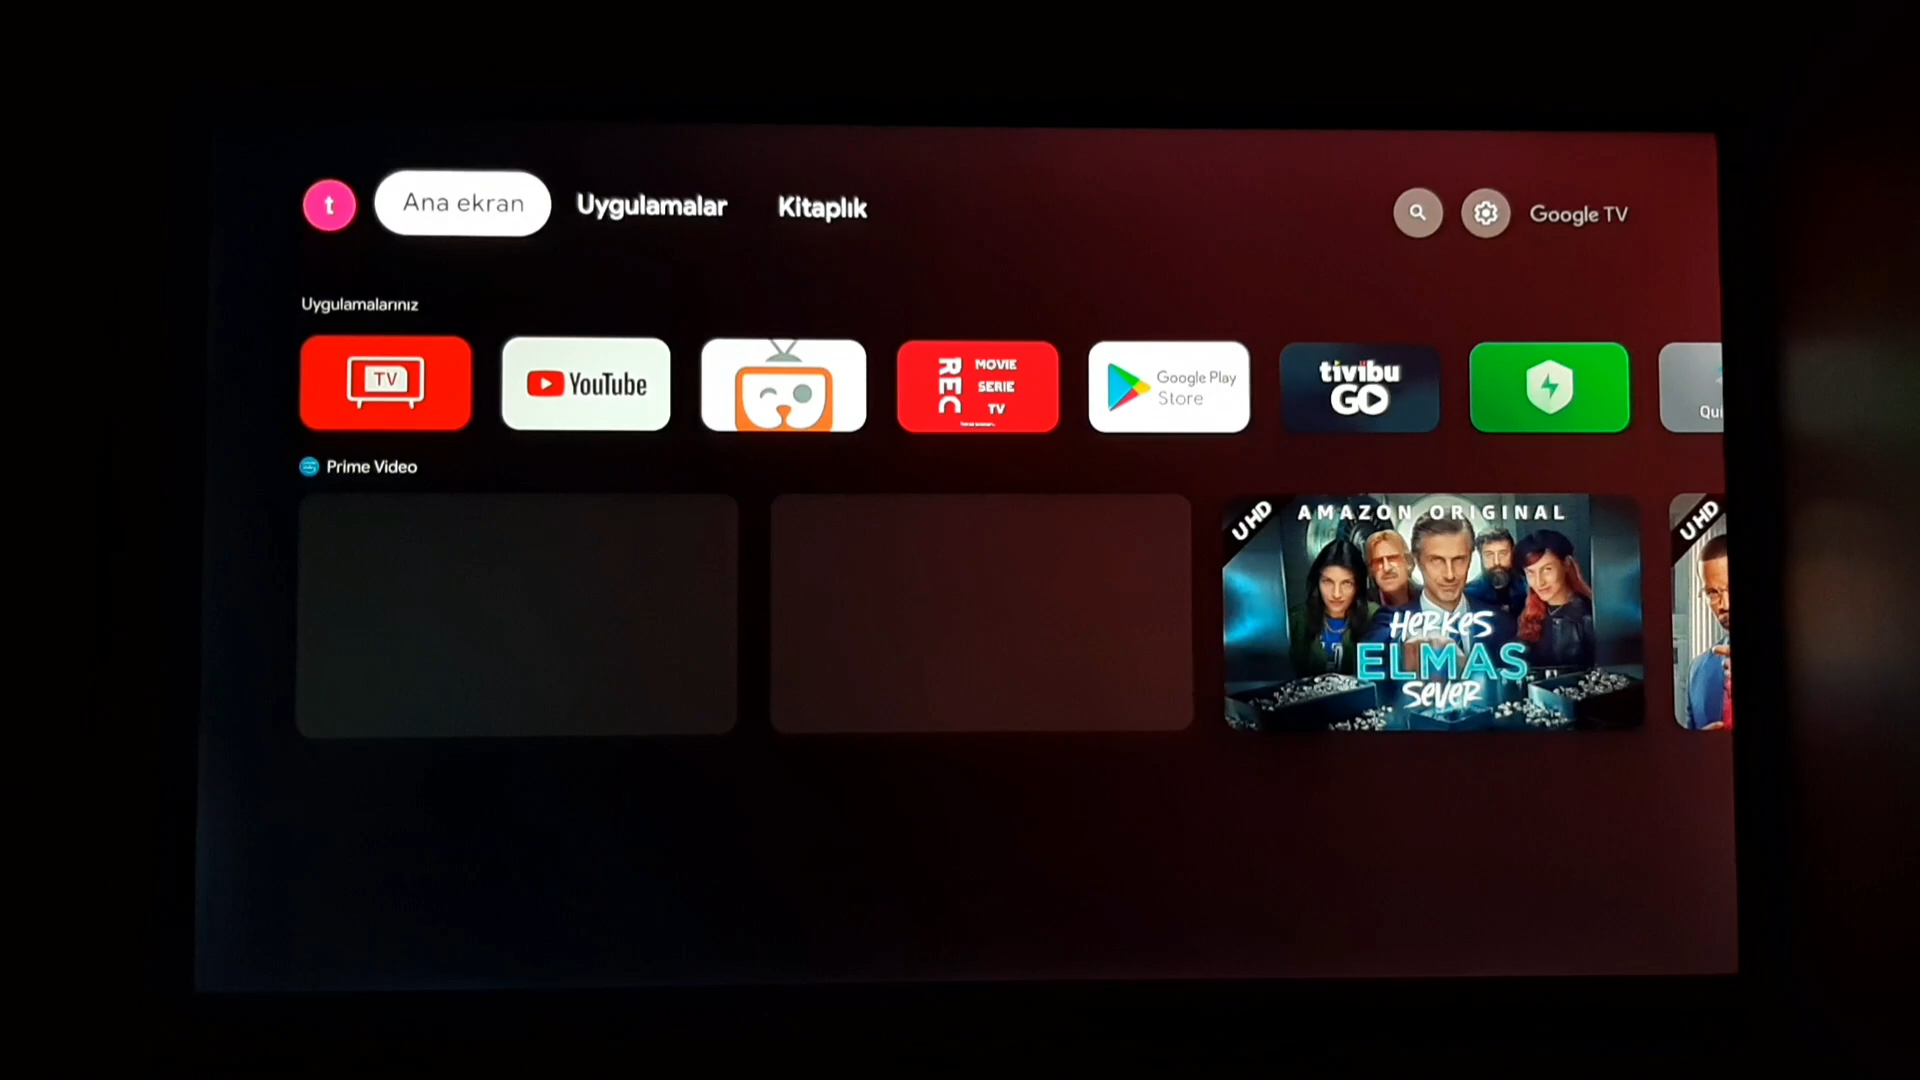 t
Ana ekran
Uygulamalar
Kitaplık
Google TV
Uygulamalarınız
TV
YouTube
REC
MOVIE
SERIE
TV
Google Play
Store
tivibu
GO
Qui
Prime Video
UHD
AMAZON ORIGINAL
HERKES
ELMAS
SEVER
UHD